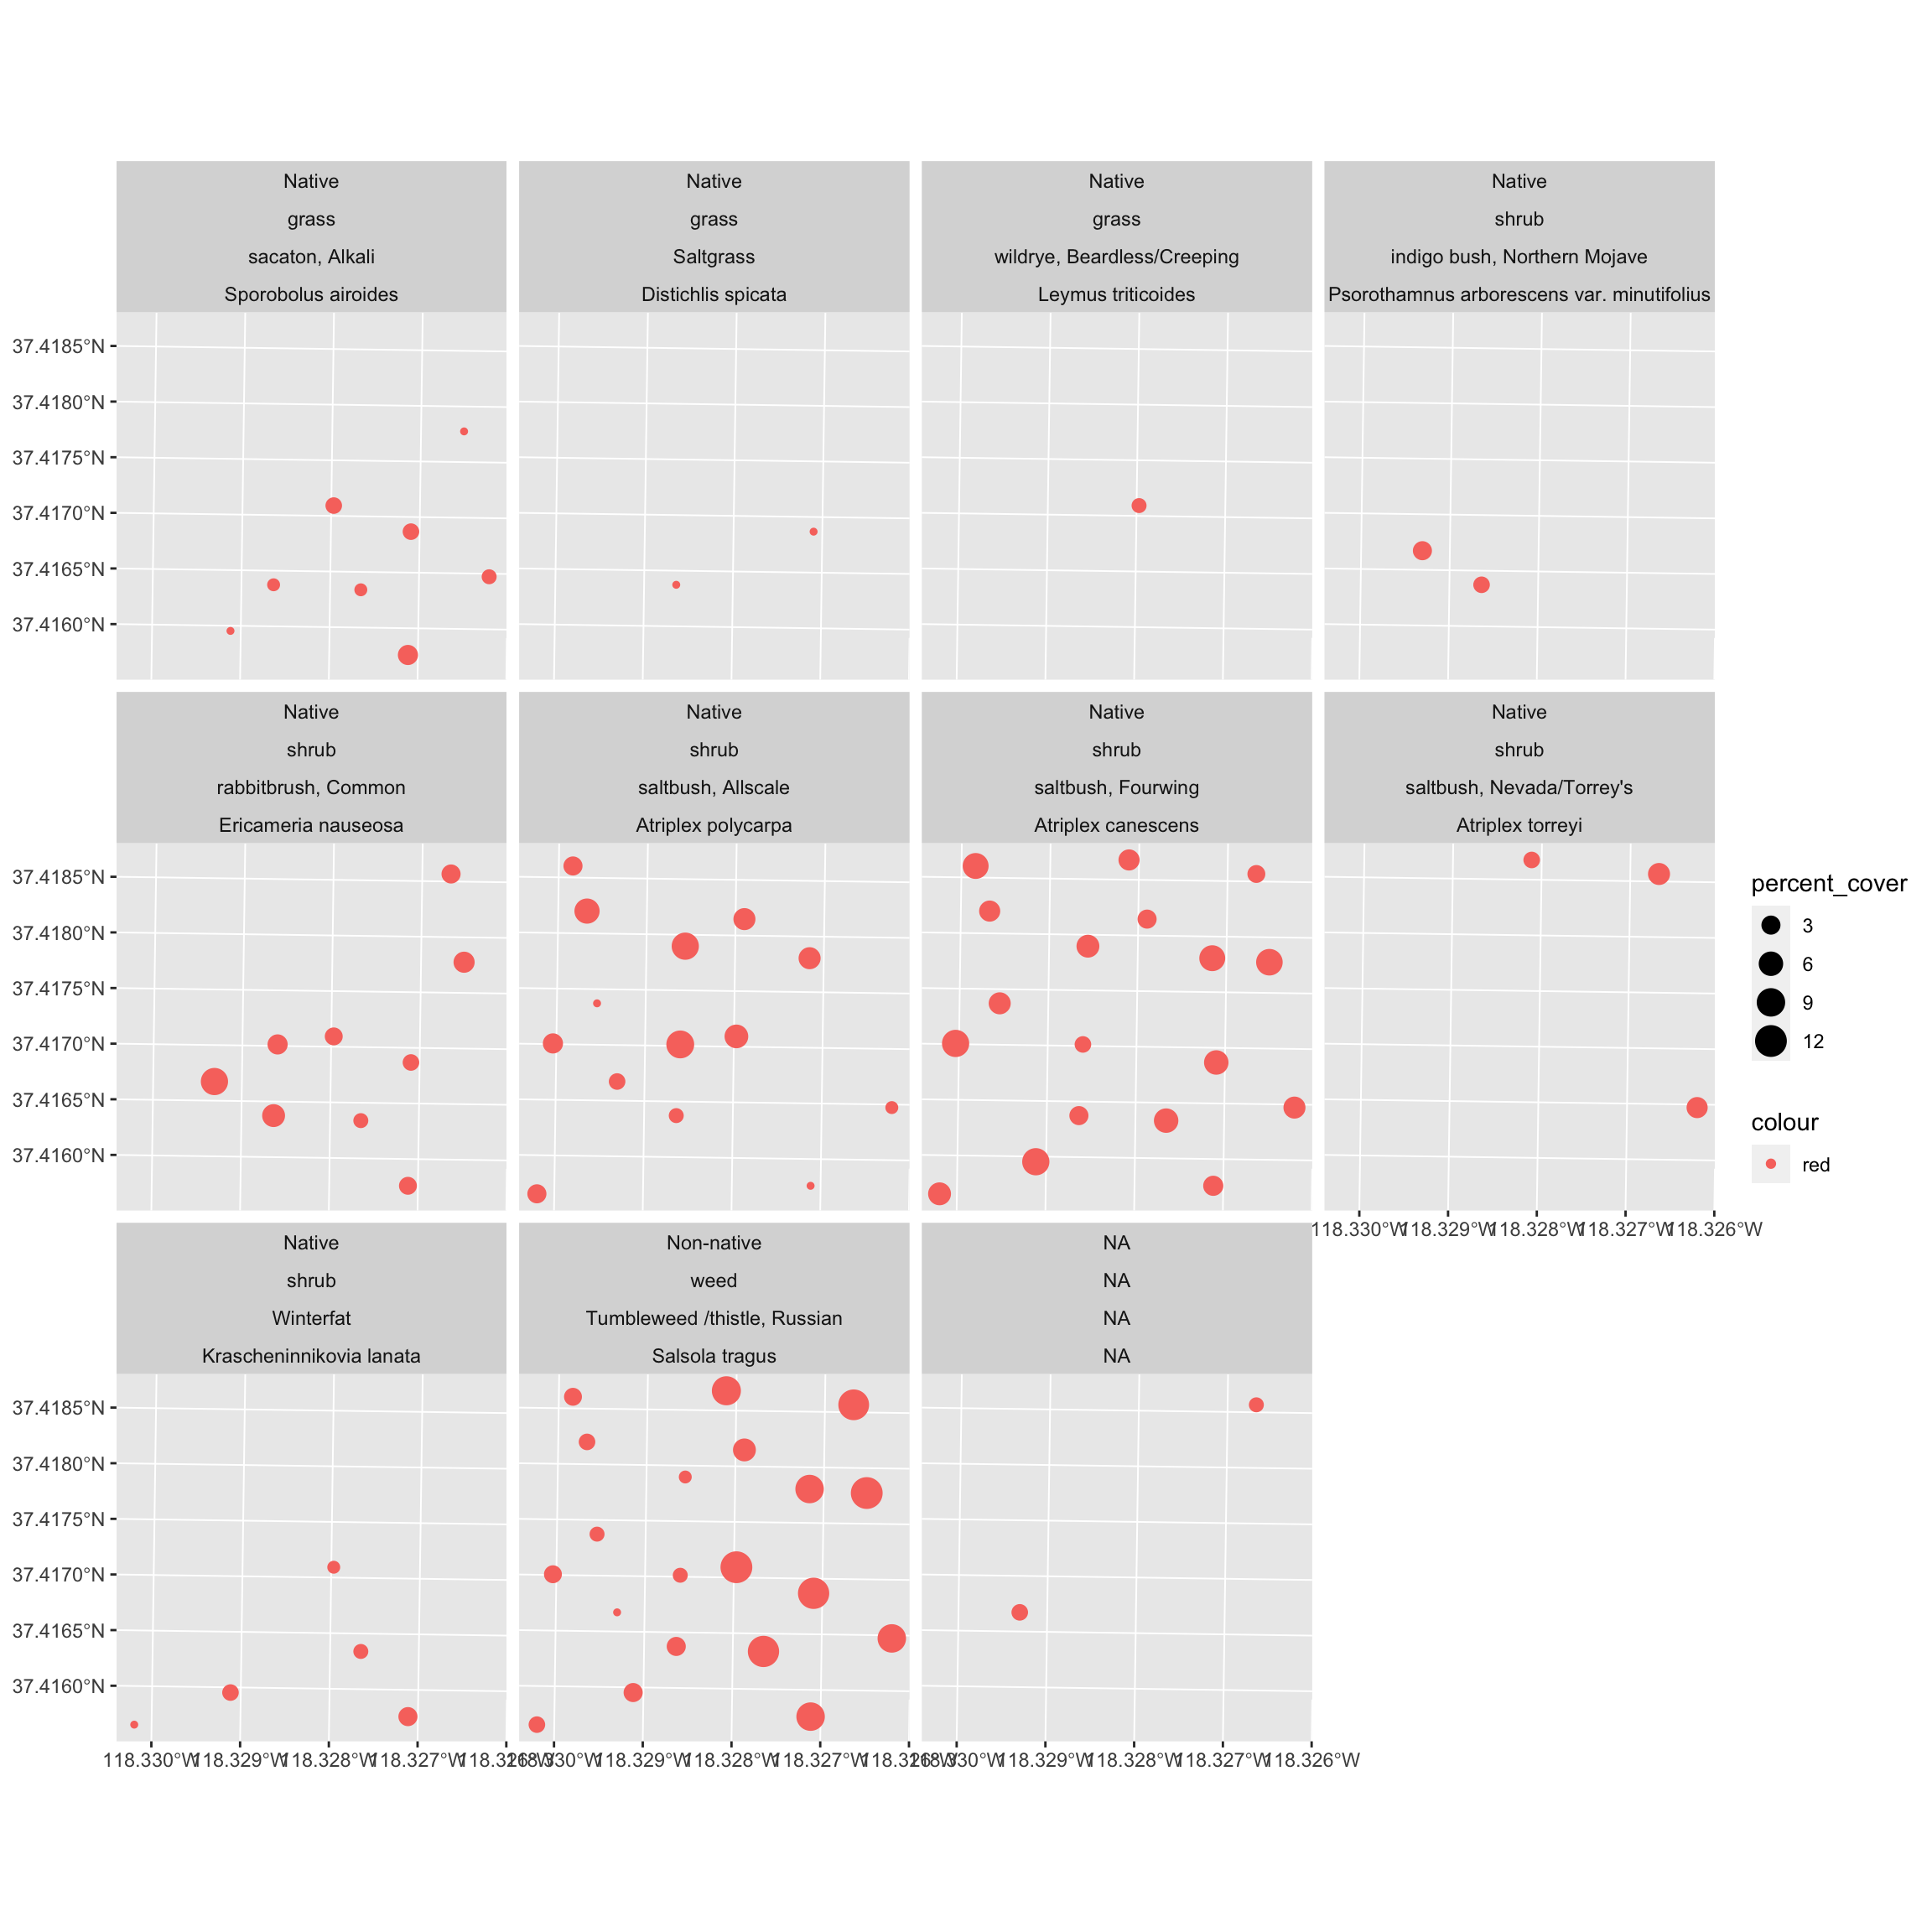 Native
grass
sacaton, Alkali
Sporobolus airoides
Native
grass
Saltgrass
Distichlis spicata
Native
grass
wildrye, Beardless/Creeping
Leymus triticoides
Native
shrub
indigo bush, Northern Mojave
Psorothamnus arborescens var. minutifolius
37.4185°N
37.4180°N
37.4175°N
37.4170°N
37.4165°N
37.4160°N
Native
shrub
rabbitbrush, Common
Ericameria nauseosa
Native
shrub
saltbush, Allscale
Atriplex polycarpa
Native
shrub
saltbush, Fourwing
Atriplex canescens
Native
shrub
saltbush, Nevada/Torrey's
Atriplex torreyi
37.4185°N
37.4180°N
37.4175°N
37.4170°N
37.4165°N
37.4160°N
118.330°W 118.329°W 118.328°W 118.327°W 118.326°W
Native
shrub
Winterfat
Krascheninnikovia lanata
Non-native
weed
Tumbleweed /thistle, Russian
Salsola tragus
NA
NA
NA
NA
37.4185°N
37.4180°N
37.4175°N
37.4170°N
37.4165°N
37.4160°N
118.330°W 118.329°W 118.328°W 118.327°W 118.326°W
118.330°W 118.329°W 118.328°W 118.327°W 118.326°W
118.330°W 118.329°W 118.328°W 118.327°W 118.326°W
percent_cover
3
6
9
12
colour
red